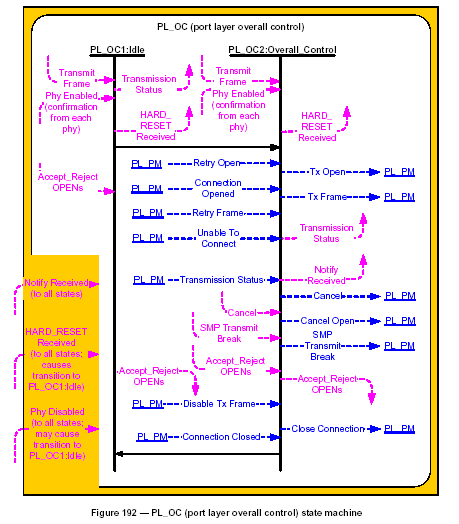 PL_OC (port layer overall control)
PL_OC1:Idle
PL_OC2:Overall_Control
Transmit
Frame
Transmission
Status
Transmit
Frame
Phy Enabled
(confirmation
from each
phy)
Phy Enabled
(confirmation
from each
phy)
HARD_
RESET
Received
HARD_
RESET
Received
PL_PM
Retry Open
Tx Open
PL_PM
Accept_Reject
OPENs
PL_PM
Connection
Opened
Tx Frame
PL_PM
PL_PM
Retry Frame
PL_PM
Unable To
Connect
Transmission
Status
Notify Received
(to all states)
PL_PM
Transmission Status
Notify
Received
Cancel
PL_PM
Cancel
Cancel Open
PL_PM
HARD_RESET
Received
(to all states;
causes
transition to
PL_OC1:Idle)
SMP Transmit
Break
SMP
Transmit
Break
PL_PM
Accept_Reject
OPENs
Accept_Reject
OPENs
Accept_Reject
OPENs
PL_PM
Disable Tx Frame
Phy Disabled
(to all states;
may cause
transition to
PL_OC1:Idle)
PL_PM
Connection Closed
Close Connection
PL_PM
Figure 192 — PL_OC (port layer overall control) state machine